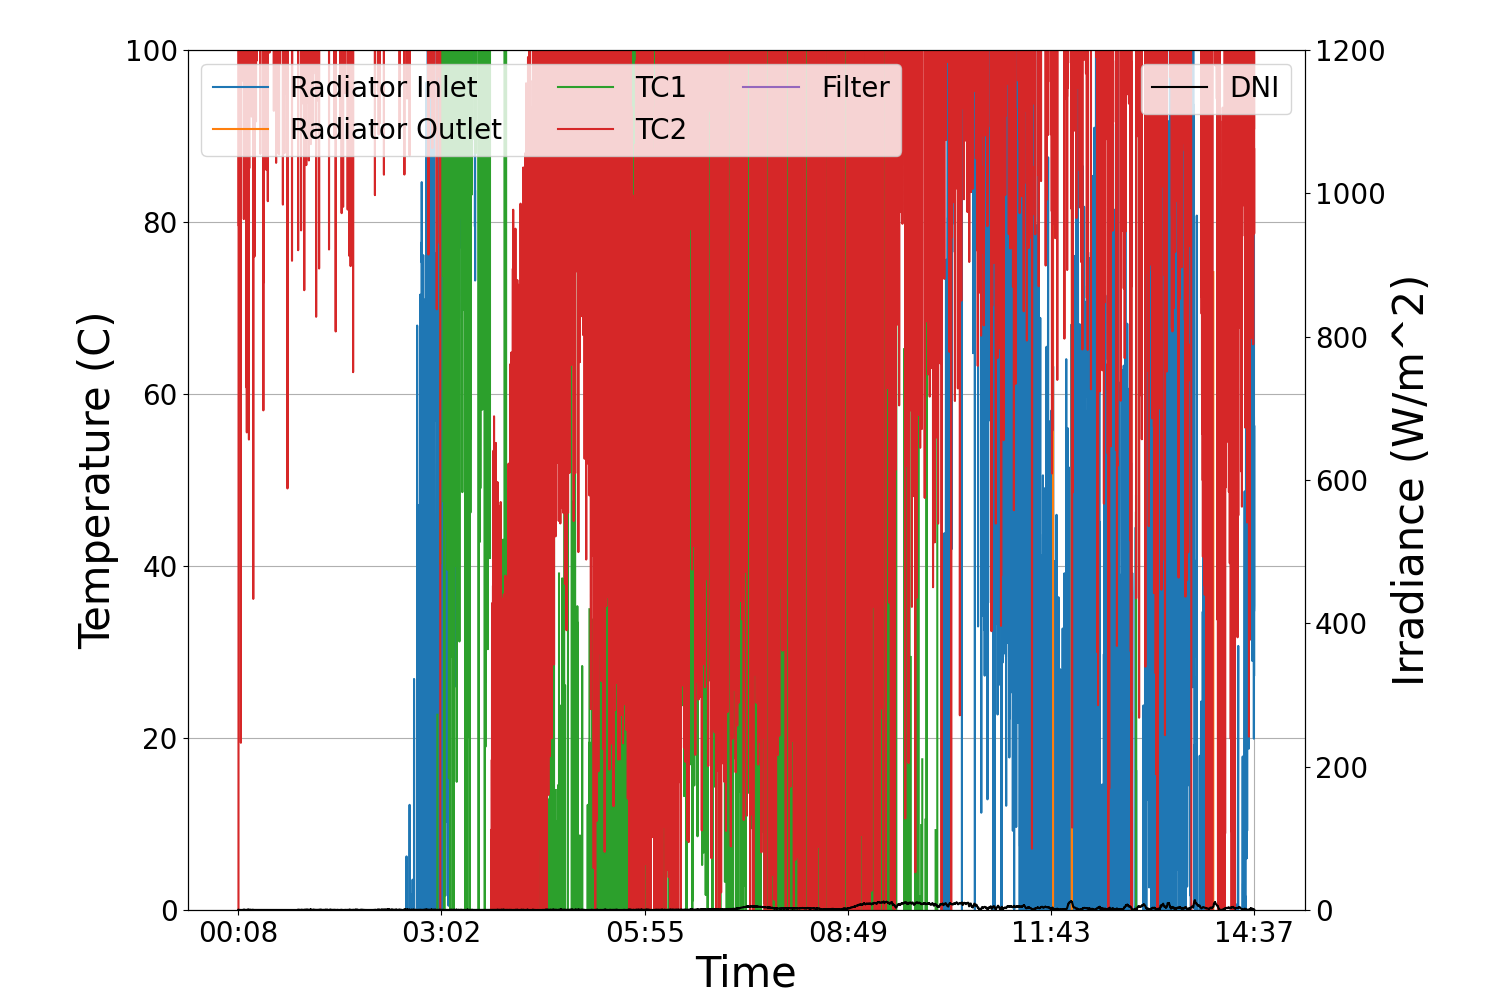 100
80
60
40
20
0
Temperature (C)
Radiator Inlet
Radiator Outlet
TC1
TC2
Filter
DNI
1200
1000
800
600
400
200
0
Irradiance (W/m^2)
00:08 03:02 05:55 08:49 11:43 14:37
Time